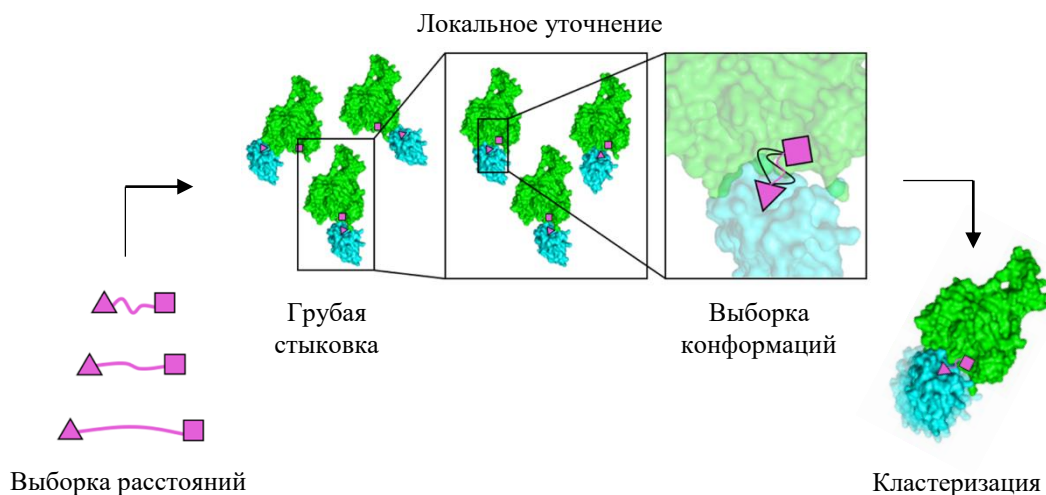 Локальное уточнение
Грубая
стыковка
Выборка
конформаций
Выборка расстояний
Кластеризация